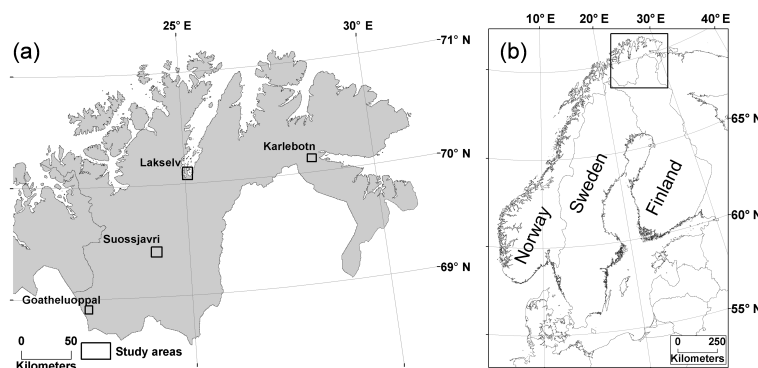 (a)
25° E
30° E
71° N
Lakselv
Karlebotn
70° N
Suossjavri
69° N
Goatheluoppal
0 50
Kilometers
Study areas
(b)
10° E
20° E
30° E
40° E
65° N
60° N
55° N
Norway
Sweden
Finland
0 250
Kilometers